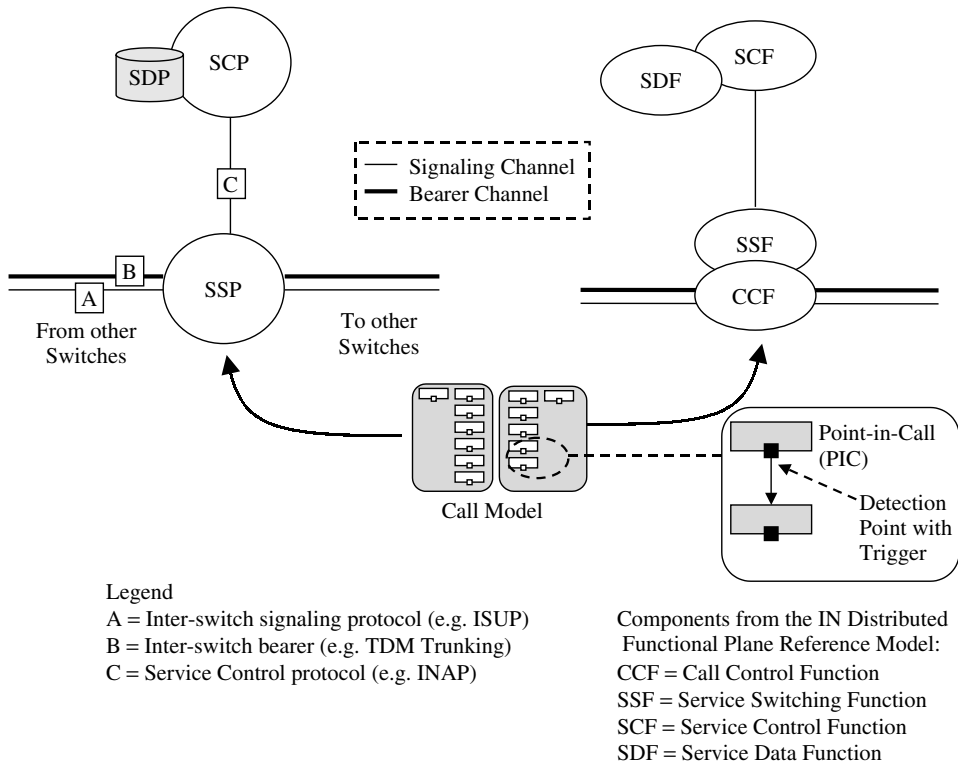 SCP
SDP
SCF
SDF
Signaling Channel
Bearer Channel
C
B
A
SSP
SSF
CCF
From other
Switches
To other
Switches
Call Model
Point-in-Call
(PIC)
Detection
Point with
Trigger
Legend
A = Inter-switch signaling protocol (e.g. ISUP)
B = Inter-switch bearer (e.g. TDM Trunking)
C = Service Control protocol (e.g. INAP)
Components from the IN Distributed
Functional Plane Reference Model:
CCF = Call Control Function
SSF = Service Switching Function
SCF = Service Control Function
SDF = Service Data Function